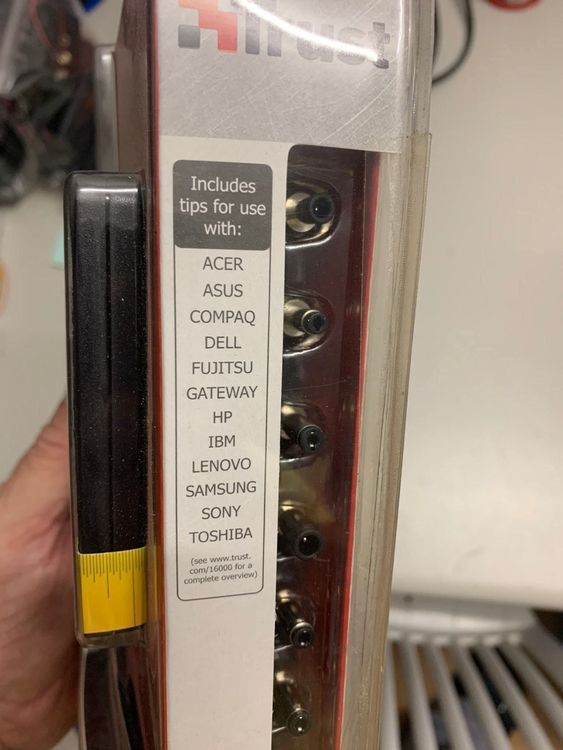 Trust
Includes
tips for use
with:
ACER
ASUS
COMPAQ
DELL
FUJITSU
GATEWAY
HP
IBM
LENOVO
SAMSUNG
SONY
TOSHIBA
(see www.trust.
com/16000 for a
complete overview)